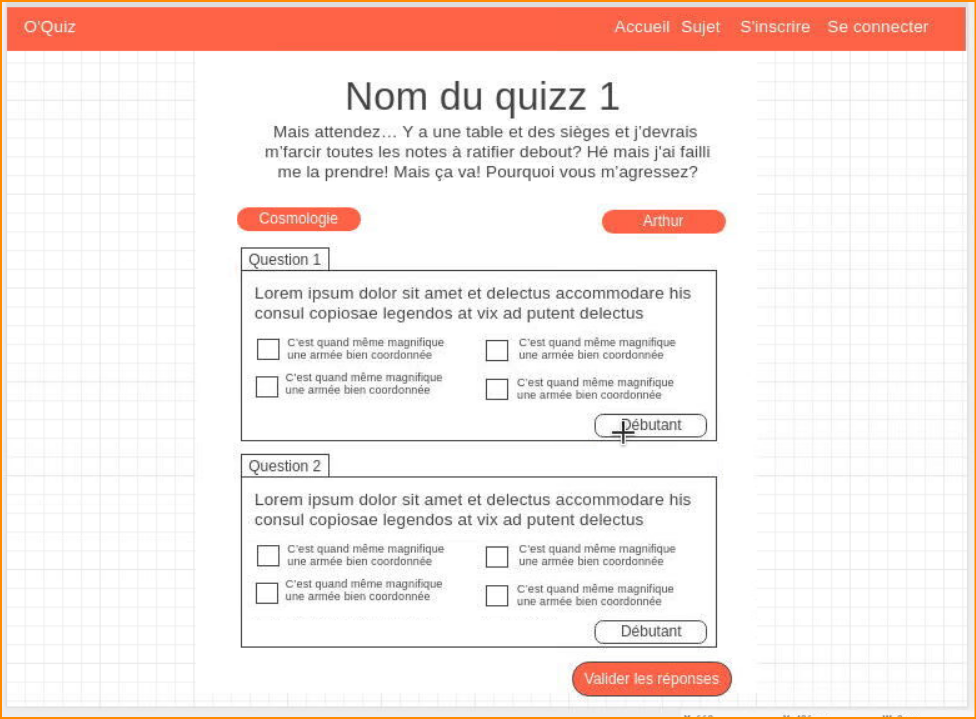 O'Quiz Accueil Sujet S'inscrire Se connecter
Nom du quizz 1
Mais attendez… Y a une table et des sièges et j'devrais
m'farcir toutes les notes à ratifier debout? Hé mais j'ai failli
me la prendre! Mais ça va! Pourquoi vous m'agressez?
Cosmologie Arthur
Question 1
Lorem ipsum dolor sit amet et delectus accommodare his
consul copiosae legendos at vix ad putent delectus
C'est quand même magnifique
une armée bien coordonnée
C'est quand même magnifique
une armée bien coordonnée
C'est quand même magnifique
une armée bien coordonnée
C'est quand même magnifique
une armée bien coordonnée
Débutant
Question 2
Lorem ipsum dolor sit amet et delectus accommodare his
consul copiosae legendos at vix ad putent delectus
C'est quand même magnifique
une armée bien coordonnée
C'est quand même magnifique
une armée bien coordonnée
C'est quand même magnifique
une armée bien coordonnée
C'est quand même magnifique
une armée bien coordonnée
Débutant
Valider les réponses